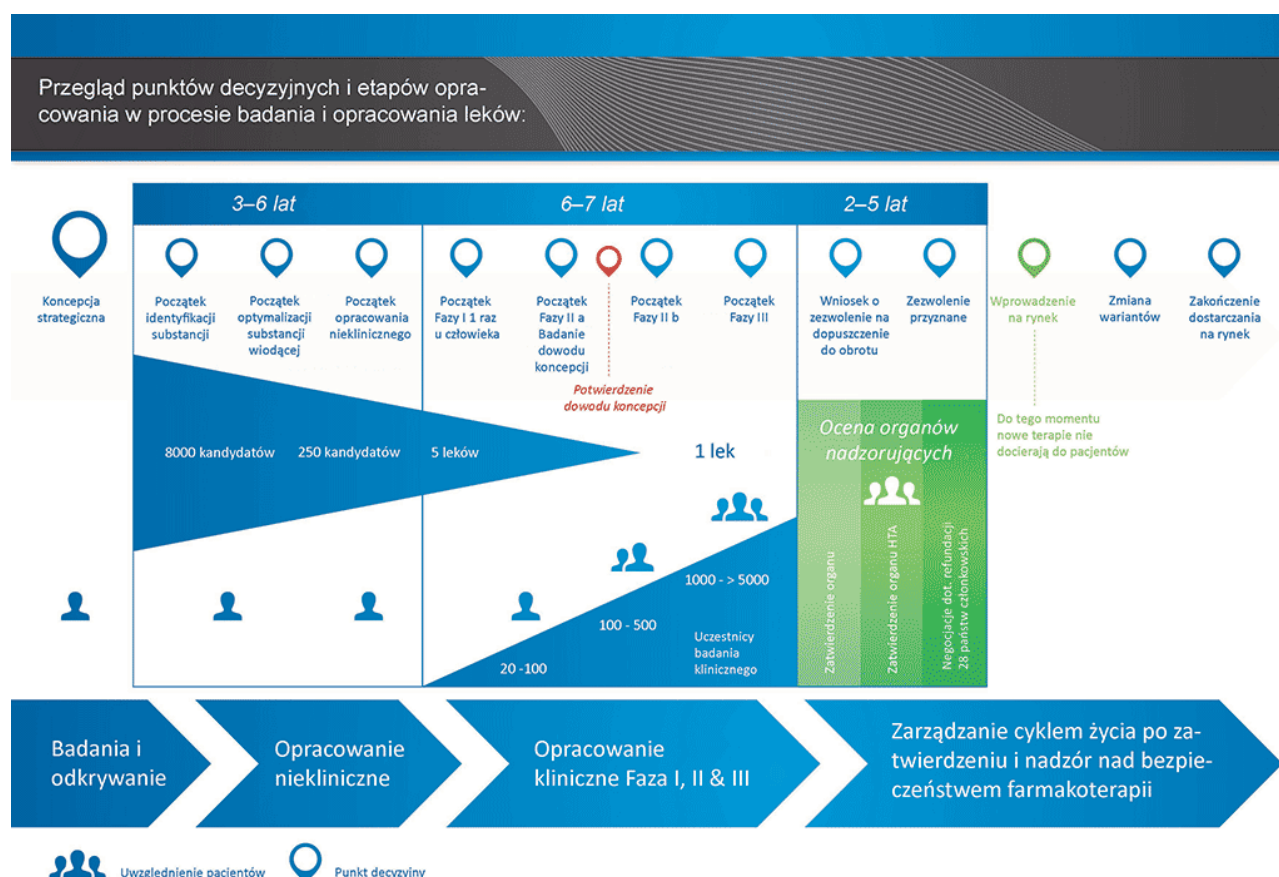 Przegląd punktów decyzyjnych i etapów opra-
cowania w procesie badania i opracowania leków:
3–6 lat
6–7 lat
2–5 lat
Koncepcja
strategiczna
Początek
identyfikacji
substancji
Początek
optymalizacji
substancji
wiodącej
Początek
opracowania
nieklinicznego
Początek
Fazy I 1 raz
u człowieka
Początek
Fazy II a
Badanie
dowodu
koncepcji
Potwierdzenie
dowodu koncepcji
Początek
Fazy II b
Początek
Fazy III
Wniosek o
zezwolenie na
dopuszczenie
do obrotu
Zezwolenie
przyznane
Wprowadzenie
na rynek
Zmiana
wariantów
Zakończenie
dostarczania
na rynek
Do tego momentu
nowe terapie nie
docierają do pacjentów
8000 kandydatów
250 kandydatów
5 leków
1 lek
Ocena organów
nadzorujących
20 -100
100 - 500
1000 - > 5000
Uczestnicy
badania
klinicznego
Zatwierdzenie organu
Zatwierdzenie organu HTA
Negocjacje dot. refundacji
28 państw członkowskich
Badania i
odkrywanie
Opracowanie
niekliniczne
Opracowanie
kliniczne Faza I, II & III
Zarządzanie cyklem życia po za-
twierdzeniu i nadzór nad bezpie-
czeństwem farmakoterapii
Uwzględnienie pacjentów
Punkt decyzyjny